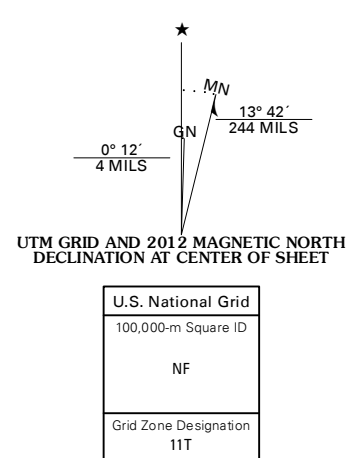 ★
MN
GN
13° 42´
244 MILS
0° 12´
4 MILS
UTM GRID AND 2012 MAGNETIC NORTH
DECLINATION AT CENTER OF SHEET
U.S. National Grid
100,000-m Square ID
NF
Grid Zone Designation
11T